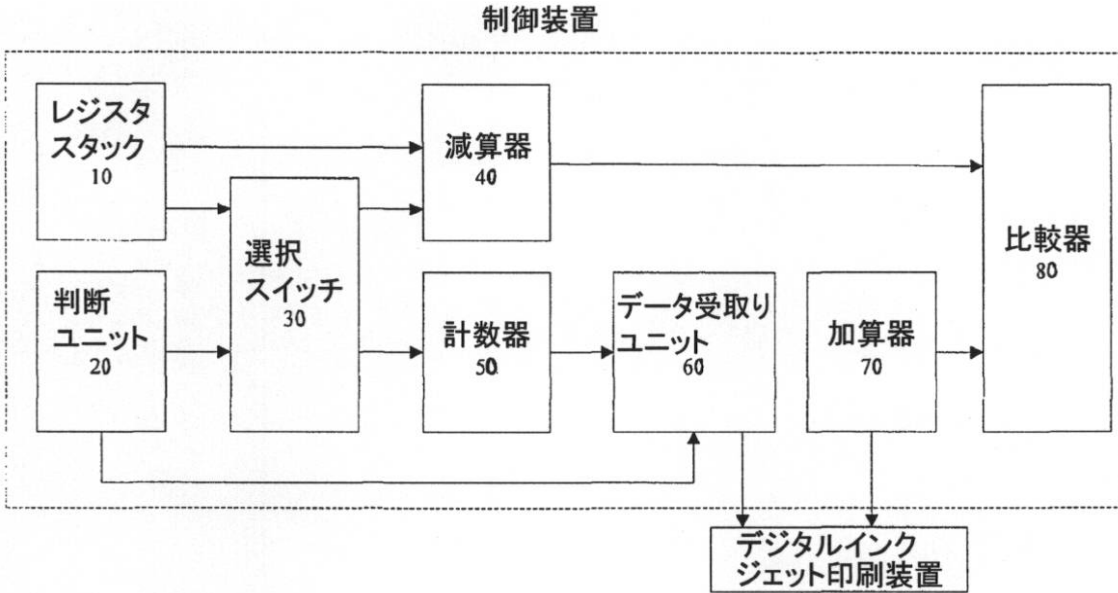 制御装置
レジスタ
スタック
10
減算器
40
比較器
80
選択
スイッチ
30
判断
ユニット
20
計数器
50
データ受取り
ユニット
60
加算器
70
デジタルインク
ジェット印刷装置